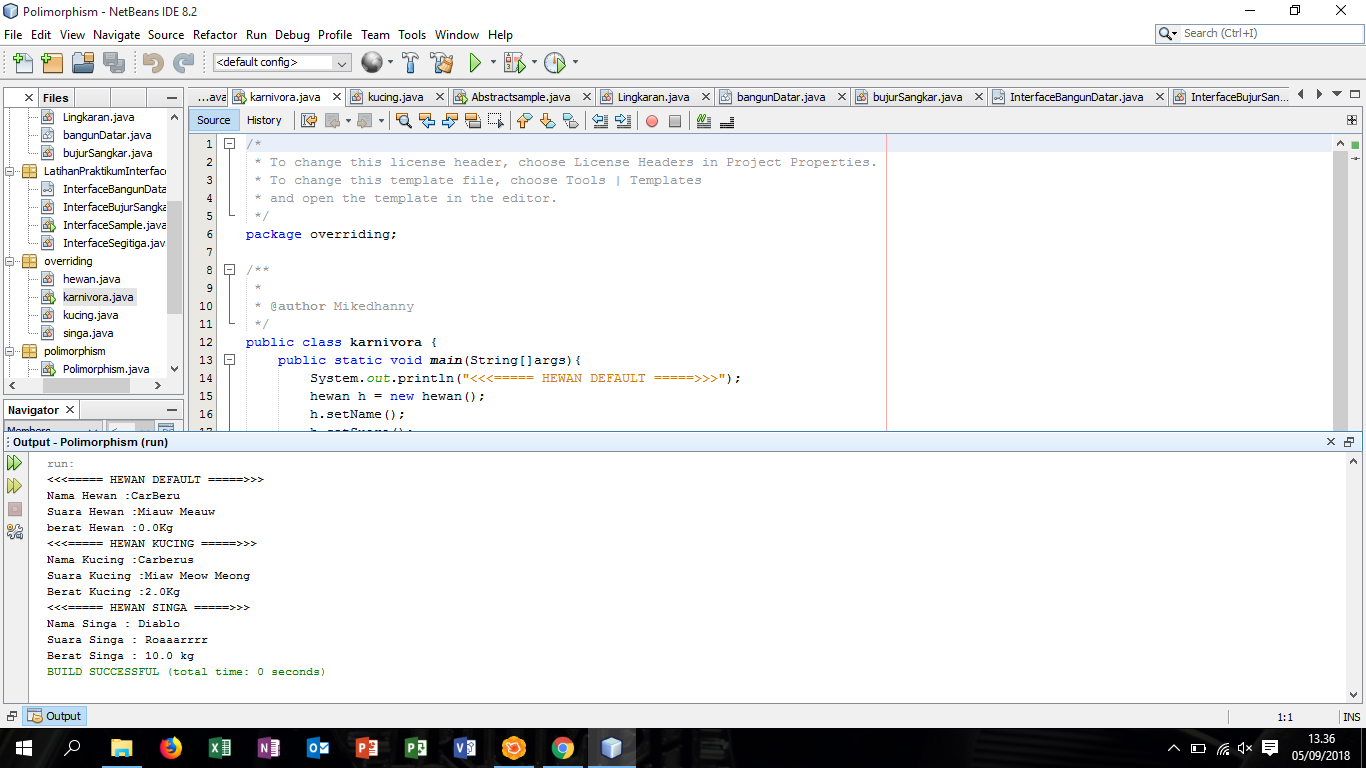 Polimorphism - NetBeans IDE 8.2
File Edit View Navigate Source Refactor Run Debug Profile Team Tools Window Help
Search (Ctrl+I)
<default config>
Files
Lingkaran.java
bangunDatar.java
bujurSangkar.java
LatihanPraktikumInterface
InterfaceBangunData
InterfaceBujurSangka
InterfaceSample.java
InterfaceSegitiga.jav
overriding
hewan.java
karnivora.java
kucing.java
singa.java
polimorphism
Polimorphism.java
Navigator
Members
...ava karnivora.java kucing.java Abstractsample.java Lingkaran.java bangunDatar.java bujurSangkar.java InterfaceBangunDatar.java InterfaceBujurSan...
Source History
1 /*
2 * To change this license header, choose License Headers in Project Properties.
3 * To change this template file, choose Tools | Templates
4 * and open the template in the editor.
5 */
6 package overriding;
7
8 /**
9 *
10 * @author Mikedhanny
11 */
12 public class karnivora {
13 public static void main(String[]args){
14 System.out.println("<<<===== HEWAN DEFAULT =====>>>");
15 hewan h = new hewan();
16 h.setName();
Output - Polimorphism (run)
run:
<<<===== HEWAN DEFAULT =====>>>
Nama Hewan :CarBeru
Suara Hewan :Miauw Meauw
berat Hewan :0.0Kg
<<<===== HEWAN KUCING =====>>>
Nama Kucing :Carberus
Suara Kucing :Miaw Meow Meong
Berat Kucing :2.0Kg
<<<===== HEWAN SINGA =====>>>
Nama Singa : Diablo
Suara Singa : Roaaarrrr
Berat Singa : 10.0 kg
BUILD SUCCESSFUL (total time: 0 seconds)
Output
1:1 INS
13.36
05/09/2018